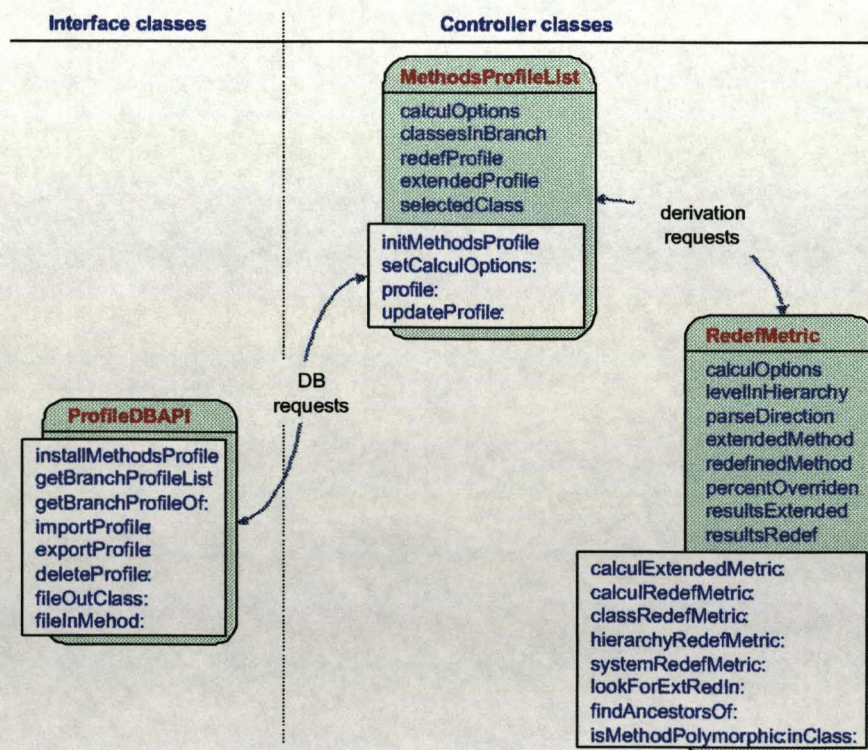 Interface classes
Controller classes
MethodsProfileList
calculOptions
classesInBranch
redefProfile
extendedProfile
selectedClass
initMethodsProfile
setCalculOptions:
profile:
updateProfile:
derivation
requests
DB
requests
ProfileDBAPI
installMethodsProfile
getBranchProfileList
getBranchProfileOf:
importProfile:
exportProfile:
deleteProfile:
fileOutClass:
fileInMehod:
RedefMetric
calculOptions
levelInHierarchy
parseDirection
extendedMethod
redefinedMethod
percentOverriden
resultsExtended
resultsRedef
calculExtendedMetric:
calculRedefMetric:
classRedefMetric:
hierarchyRedefMetric:
systemRedefMetric:
lookForExtRedIn:
findAncestorsOf:
isMethodPolymorphic:inClass: